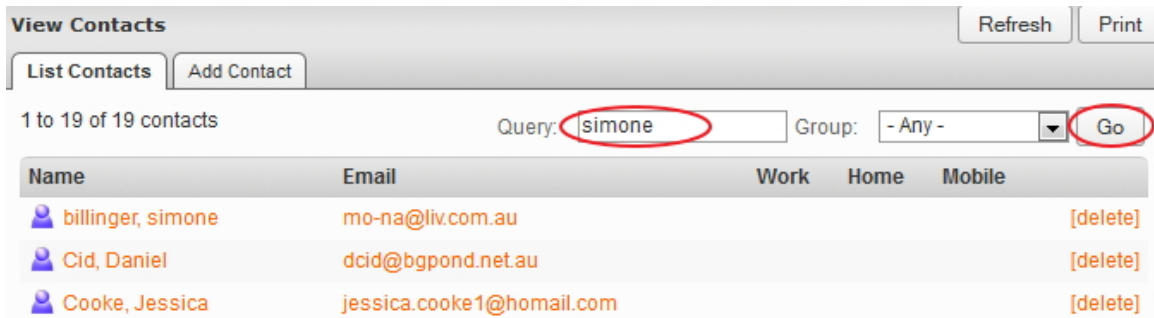 View Contacts Refresh Print
List Contacts Add Contact
1 to 19 of 19 contacts Query: simone Group: - Any - Go
Name Email Work Home Mobile
billinger, simone mo-na@liv.com.au [delete]
Cid, Daniel dcid@bgpond.net.au [delete]
Cooke, Jessica jessica.cooke1@homail.com [delete]